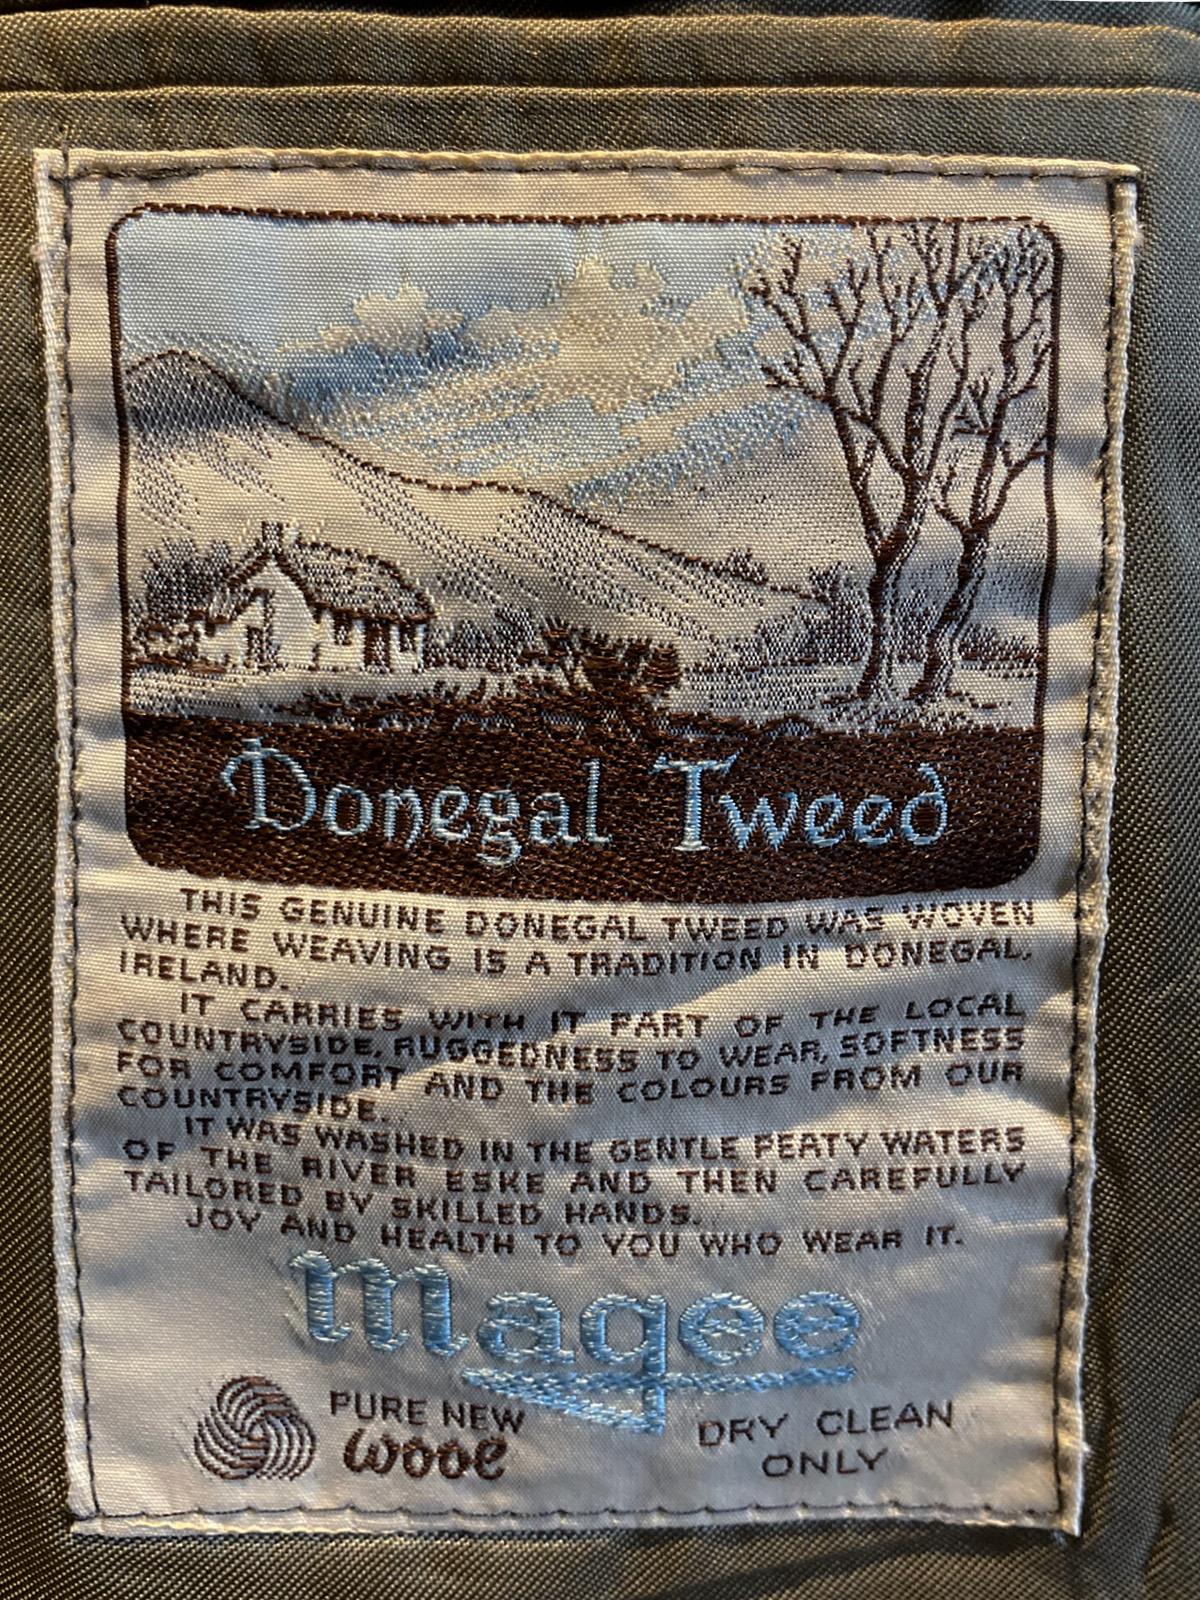 Donegal Tweed
THIS GENUINE DONEGAL TWEED WAS WOVEN
WHERE WEAVING IS A TRADITION IN DONEGAL,
IRELAND.
IT CARRIES WITH IT PART OF THE LOCAL
COUNTRYSIDE, RUGGEDNESS TO WEAR, SOFTNESS
FOR COMFORT AND THE COLOURS FROM OUR
COUNTRYSIDE.
IT WAS WASHED IN THE GENTLE PEATY WATERS
OF THE RIVER ESKE AND THEN CAREFULLY
TAILORED BY SKILLED HANDS.
JOY AND HEALTH TO YOU WHO WEAR IT.
magee
PURE NEW
wool
DRY CLEAN
ONLY